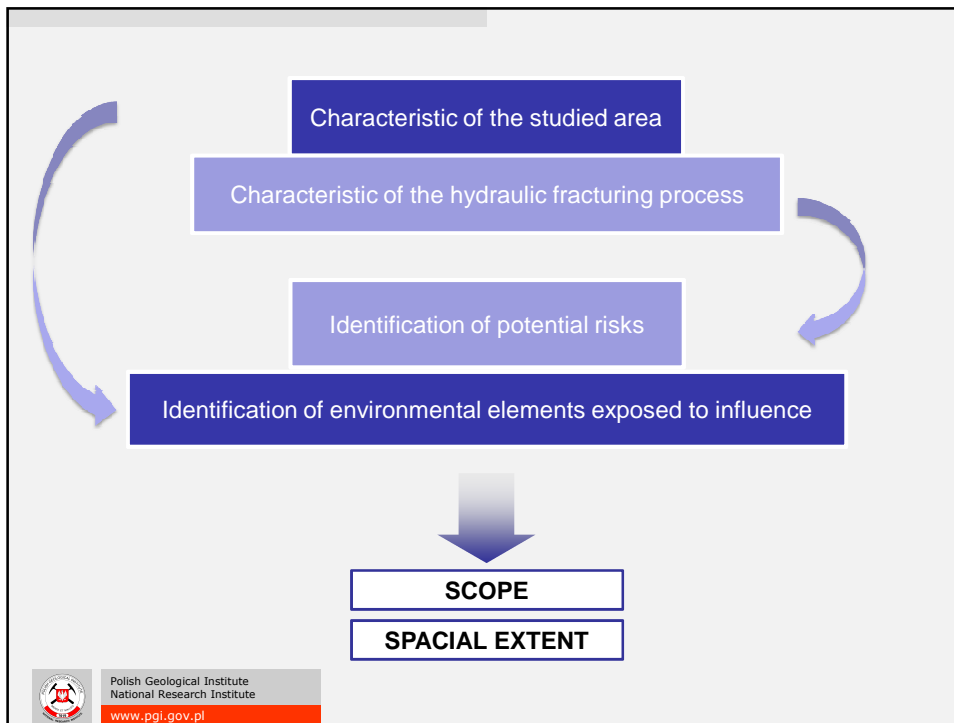 Characteristic of the studied area
Characteristic of the hydraulic fracturing process
Identification of potential risks
Identification of environmental elements exposed to influence
SCOPE
SPACIAL EXTENT
Polish Geological Institute
National Research Institute
www.pgi.gov.pl